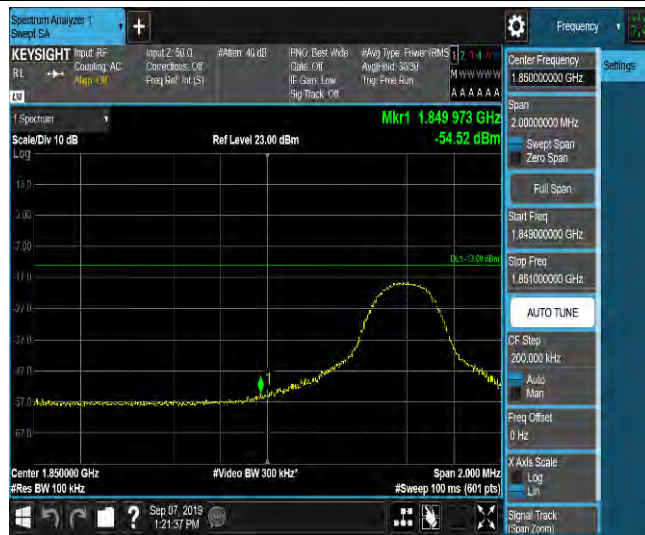 Spectrum Analyzer 1
Swept SA
+
Frequency
KEYSIGHT Input: RF Input Z: 50 Ω #Atten: 40 dB PNO: Best Wide #Avg Type: Power (RMS 1 2 3 4
RL Coupling: AC Corrections: Off Gate: Off Avg|Hold: 30/30 M W W W W W
Align: Off Freq Ref: Int (S) IF Gain: Low Trig: Free Run
Sig Track: Off A A A A A A
Center Frequency
1.850000000 GHz
Settings
Span
2.00000000 MHz
Swept Span
Zero Span
Full Span
Start Freq
1.849000000 GHz
Stop Freq
1.851000000 GHz
AUTO TUNE
CF Step
200.000 kHz
Auto
Man
Freq Offset
0 Hz
X Axis Scale
Log
Lin
Signal Track
(Span Zoom)
1 Spectrum
Mkr1 1.849 973 GHz
Scale/Div 10 dB Ref Level 23.00 dBm -54.52 dBm
Log
13.0
3.00
-7.00
DL1 -13.00 dBm
-17.0
-27.0
-37.0
-47.0
1
-57.0
-67.0
Center 1.850000 GHz #Video BW 300 kHz* Span 2.000 MHz
#Res BW 100 kHz #Sweep 100 ms (601 pts)
? Sep 07, 2019
1:21:37 PM